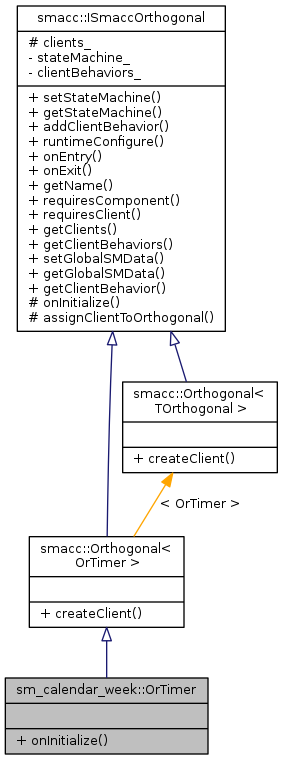 smacc::ISmaccOrthogonal
# clients_
- stateMachine_
- clientBehaviors_
+ setStateMachine()
+ getStateMachine()
+ addClientBehavior()
+ runtimeConfigure()
+ onEntry()
+ onExit()
+ getName()
+ requiresComponent()
+ requiresClient()
+ getClients()
+ getClientBehaviors()
+ setGlobalSMData()
+ getGlobalSMData()
+ getClientBehavior()
# onInitialize()
# assignClientToOrthogonal()
smacc::Orthogonal<
TOrthogonal >
+ createClient()
< OrTimer >
smacc::Orthogonal<
OrTimer >
+ createClient()
sm_calendar_week::OrTimer
+ onInitialize()